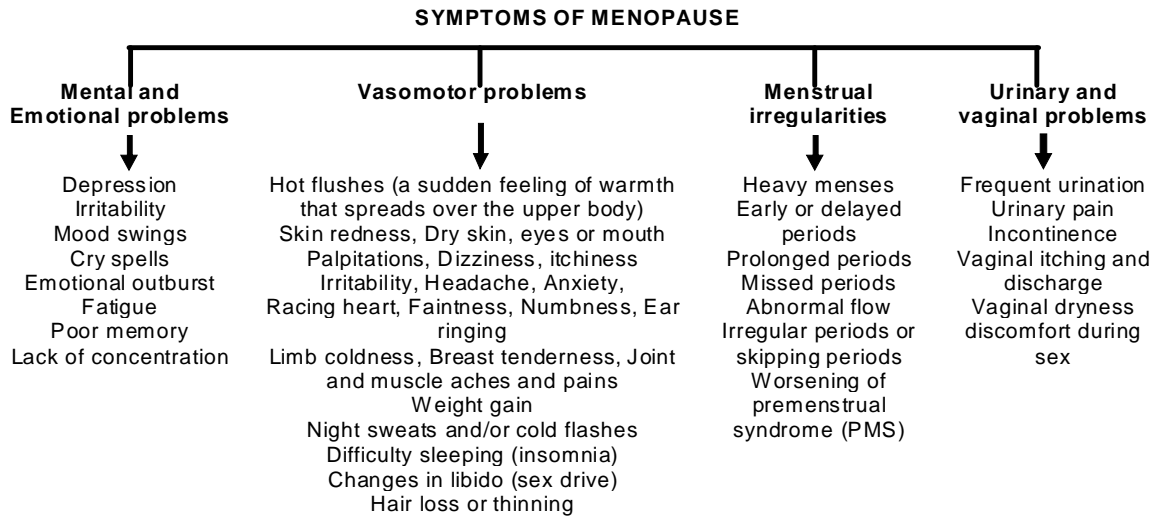 SYMPTOMS OF MENOPAUSE
Mental and
Emotional problems
Depression
Irritability
Mood swings
Cry spells
Emotional outburst
Fatigue
Poor memory
Lack of concentration
Vasomotor problems
Hot flushes (a sudden feeling of warmth
that spreads over the upper body)
Skin redness, Dry skin, eyes or mouth
Palpitations, Dizziness, itchiness
Irritability, Headache, Anxiety,
Racing heart, Faintness, Numbness, Ear
ringing
Limb coldness, Breast tenderness, Joint
and muscle aches and pains
Weight gain
Night sweats and/or cold flashes
Difficulty sleeping (insomnia)
Changes in libido (sex drive)
Hair loss or thinning
Menstrual
irregularities
Heavy menses
Early or delayed
periods
Prolonged periods
Missed periods
Abnormal flow
Irregular periods or
skipping periods
Worsening of
premenstrual
syndrome (PMS)
Urinary and
vaginal problems
Frequent urination
Urinary pain
Incontinence
Vaginal itching and
discharge
Vaginal dryness
discomfort during
sex